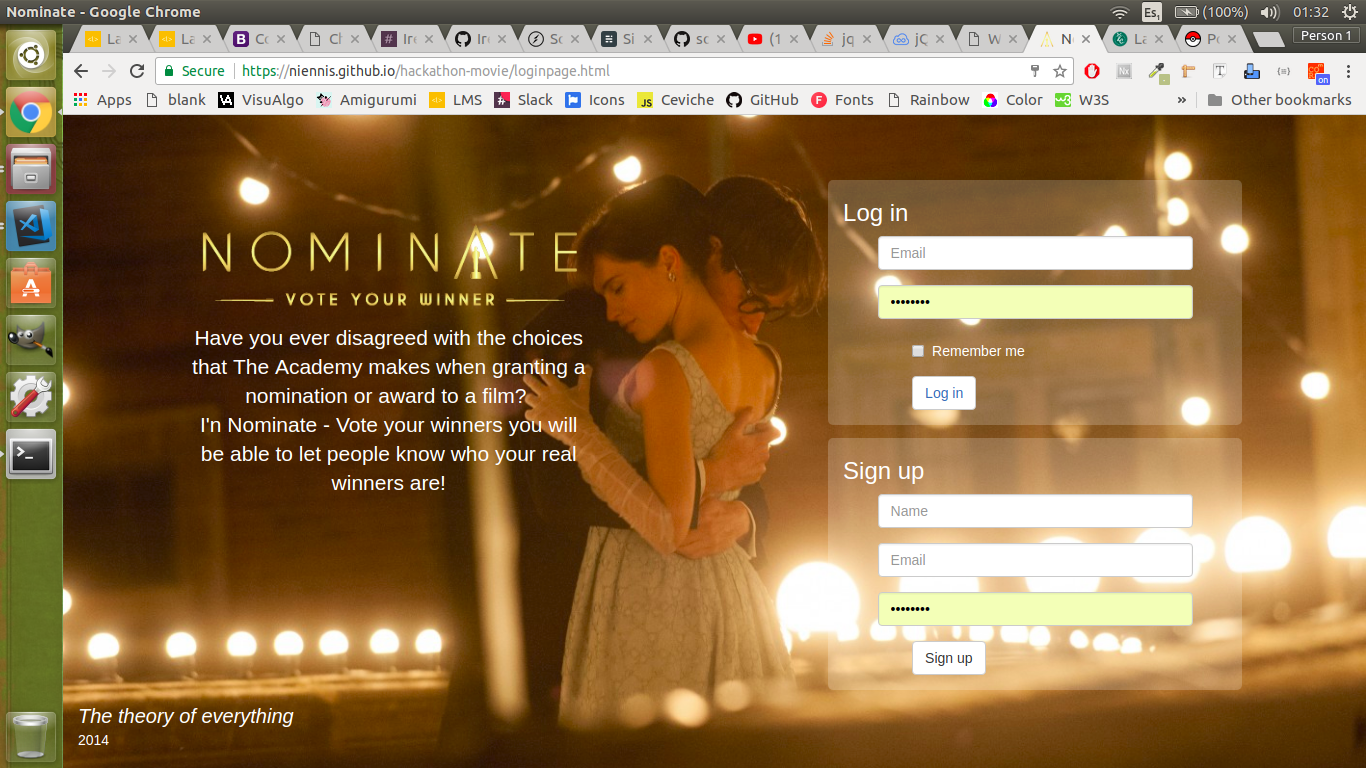 Nominate - Google Chrome
Es1
(100%)
01:32
La
La
Co
Ch
Ire
Iro
Sc
Si
sc
(1
jq
jQ
W
No
La
Po
Person 1
Secure
https://niennis.github.io/hackathon-movie/loginpage.html
on
Apps
blank
VisuAlgo
Amigurumi
LMS
Slack
Icons
Ceviche
GitHub
Fonts
Rainbow
Color
W3S
»
Other bookmarks
NOMINATE
VOTE YOUR WINNER
Have you ever disagreed with the choices
that The Academy makes when granting a
nomination or award to a film?
I'n Nominate - Vote your winners you will
be able to let people know who your real
winners are!
Log in
Email
••••••••
Remember me
Log in
Sign up
Name
Email
••••••••
Sign up
The theory of everything
2014